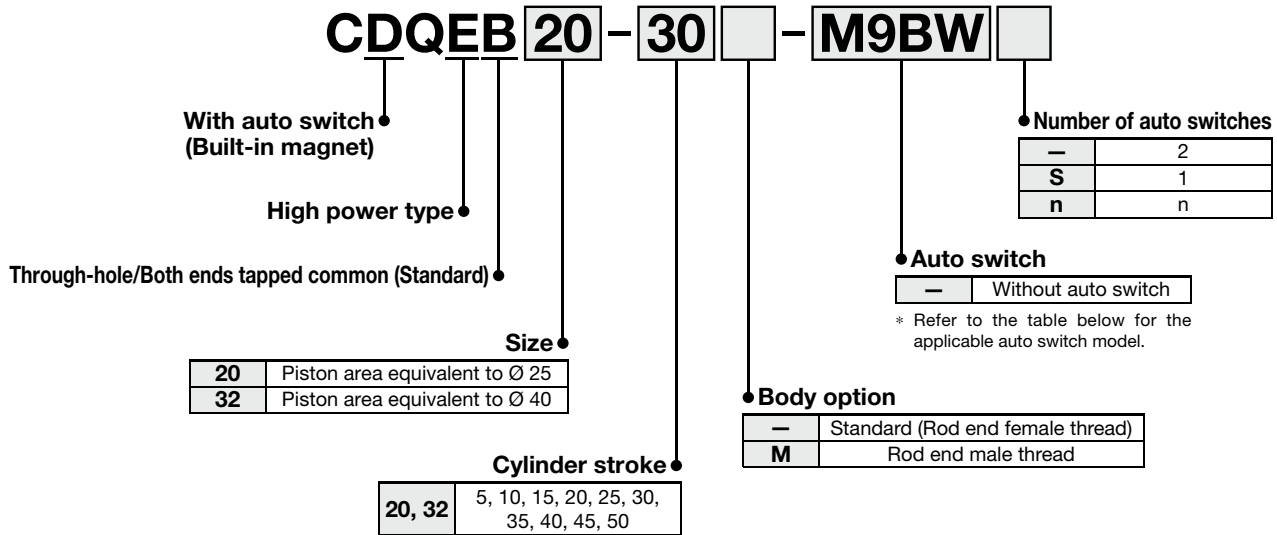 CDQEB 20 – 30 – M9BW
With auto switch
(Built-in magnet)
High power type
Through-hole/Both ends tapped common (Standard)
Size
20 Piston area equivalent to Ø 25
32 Piston area equivalent to Ø 40
Cylinder stroke
20, 32 5, 10, 15, 20, 25, 30,
35, 40, 45, 50
Body option
— Standard (Rod end female thread)
M Rod end male thread
Auto switch
— Without auto switch
* Refer to the table below for the
applicable auto switch model.
Number of auto switches
— 2
S 1
n n